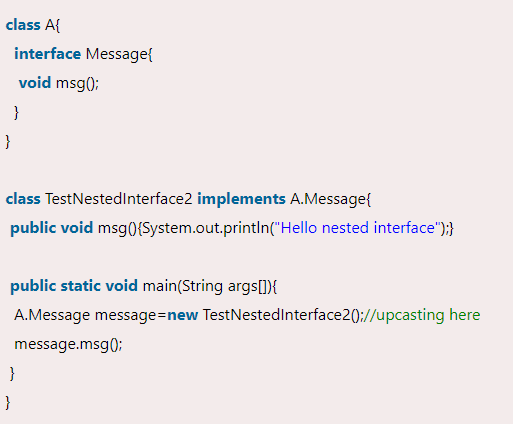 class A{
interface Message{
void msg();
}
}
class TestNestedInterface2 implements A.Message{
public void msg(){System.out.println("Hello nested interface");}
public static void main(String args[]){
A.Message message=new TestNestedInterface2();//upcasting here
message.msg();
}
}